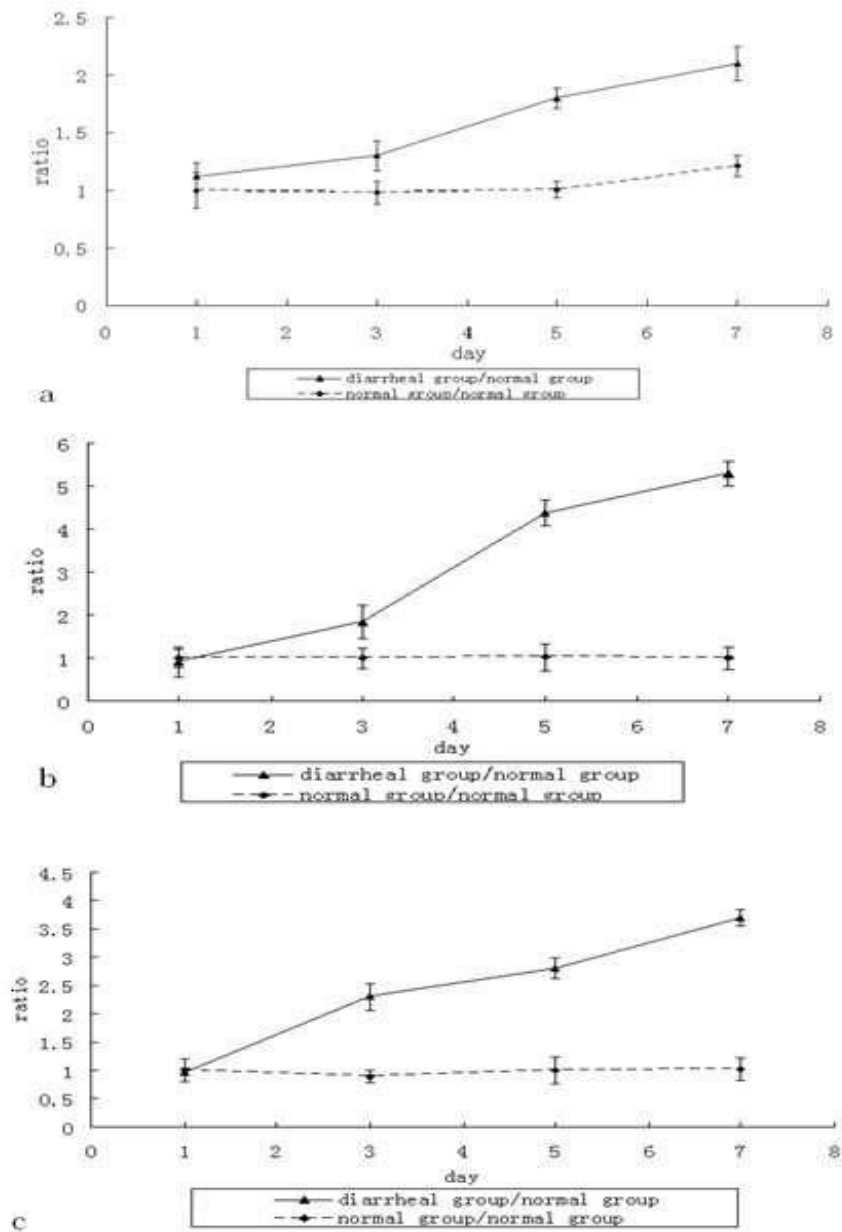 2.5
2
1.5
1
0.5
0
ratio
0 1 2 3 4 5 6 7 8
day
diarrheal group/normal group
normal group/normal group
a
6
5
4
3
2
1
0
ratio
0 1 2 3 4 5 6 7 8
day
diarrheal group/normal group
normal group/normal group
b
4.5
4
3.5
3
2.5
2
1.5
1
0.5
0
ratio
0 1 2 3 4 5 6 7 8
day
diarrheal group/normal group
normal group/normal group
c